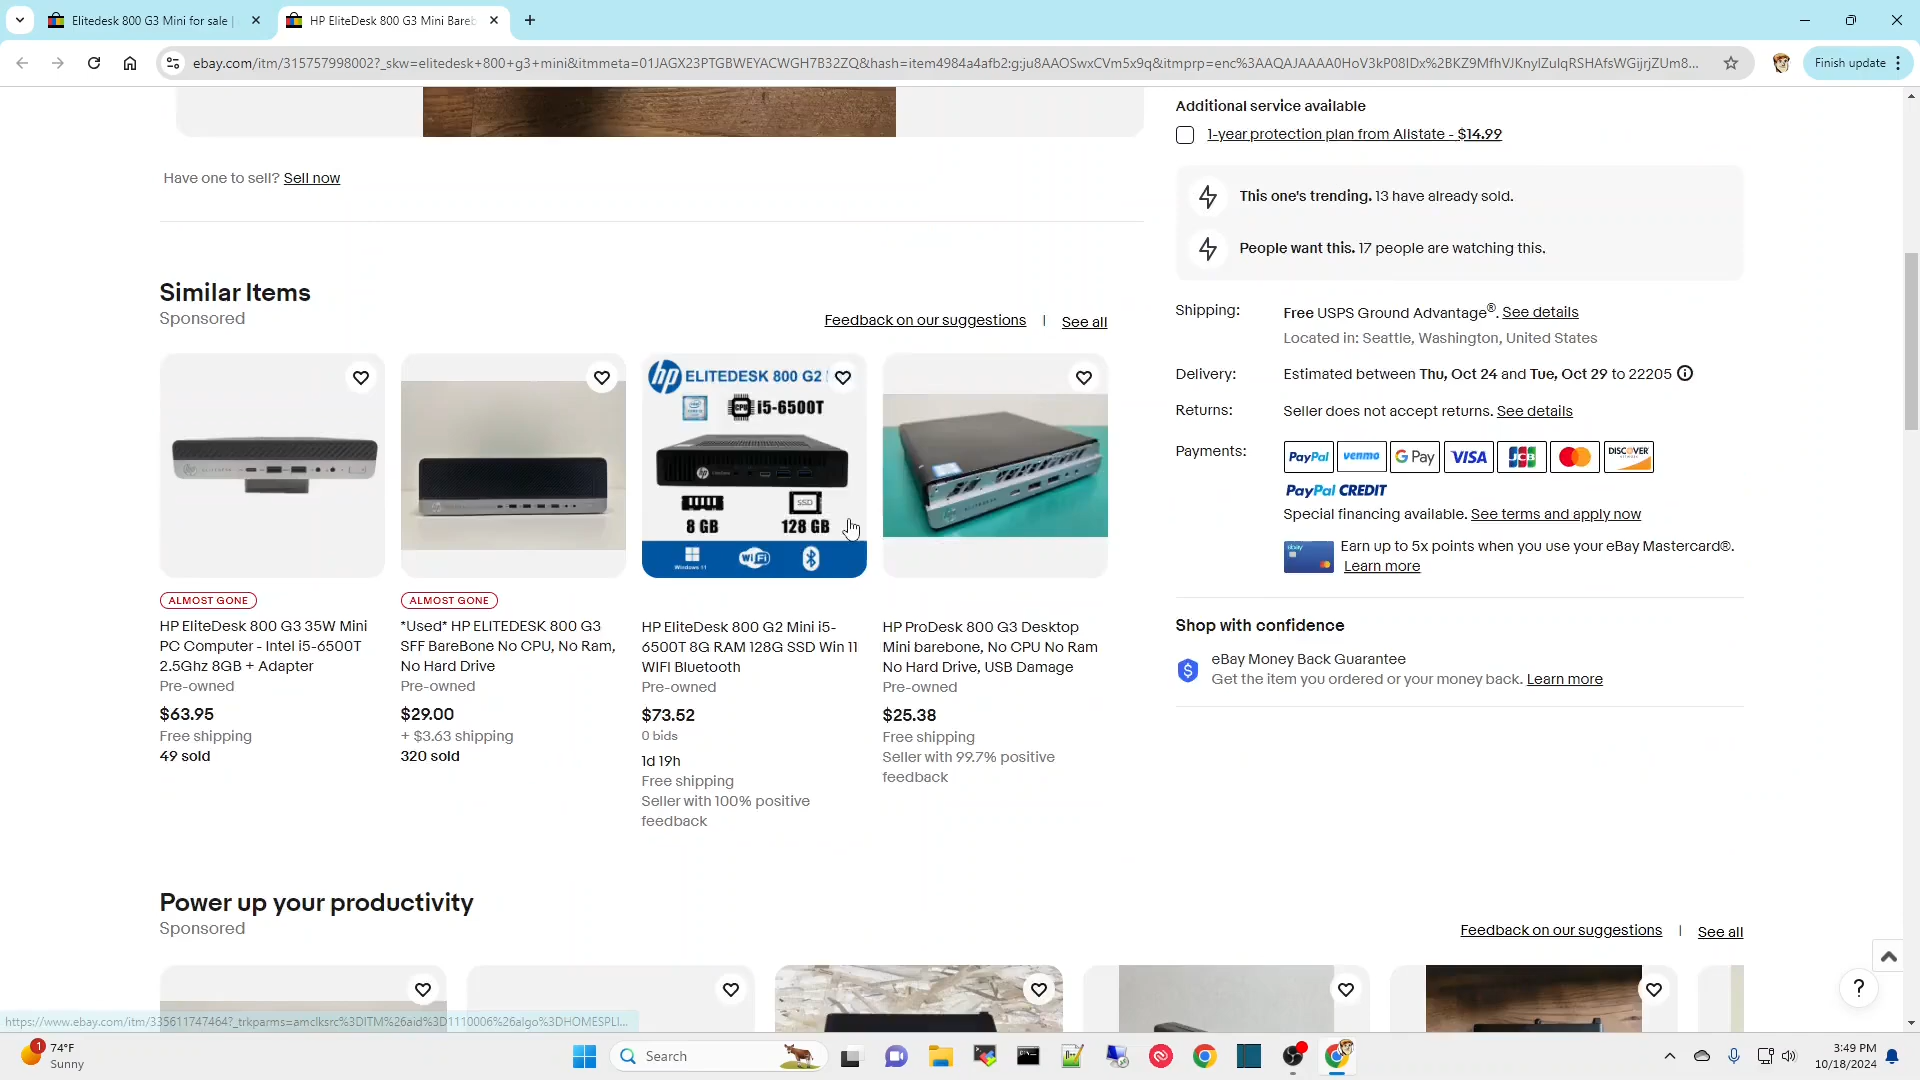 Elitedesk 800 G3 Mini for sale |
HP EliteDesk 800 G3 Mini Bareb
ebay.com/itm/315757998002?_skw=elitedesk+800+g3+mini&itmmeta=01JAGX23PTGBWEYACWGH7B32ZQ&hash=item4984a4afb2:g:ju8AAOSwxCVm5x9q&itmprp=enc%3AAQAJAAAA0HoV3kP08IDx%2BKZ9MfhVJKnylZulqRSHAfsWGijrjZUm8...
Finish update
Additional service available
1-year protection plan from Allstate - $14.99
Have one to sell? Sell now
This one's trending. 13 have already sold.
People want this. 17 people are watching this.
Similar Items
Sponsored
Feedback on our suggestions | See all
Shipping: Free USPS Ground Advantage®. See details
Located in: Seattle, Washington, United States
Delivery: Estimated between Thu, Oct 24 and Tue, Oct 29 to 22205
Returns: Seller does not accept returns. See details
Payments: PayPal venmo G Pay VISA JCB DISCOVER
PayPal CREDIT
Special financing available. See terms and apply now
ebay
Earn up to 5x points when you use your eBay Mastercard®.
Learn more
Shop with confidence
eBay Money Back Guarantee
Get the item you ordered or your money back. Learn more
hp ELITEDESK 800 G2
CPU i5-6500T
8 GB
SSD
128 GB
Windows 11
WiFi
ALMOST GONE
HP EliteDesk 800 G3 35W Mini
PC Computer - Intel i5-6500T
2.5Ghz 8GB + Adapter
Pre-owned
$63.95
Free shipping
49 sold
ALMOST GONE
*Used* HP ELITEDESK 800 G3
SFF BareBone No CPU, No Ram,
No Hard Drive
Pre-owned
$29.00
+ $3.63 shipping
320 sold
HP EliteDesk 800 G2 Mini i5-
6500T 8G RAM 128G SSD Win 11
WIFI Bluetooth
Pre-owned
$73.52
0 bids
1d 19h
Free shipping
Seller with 100% positive
feedback
HP ProDesk 800 G3 Desktop
Mini barebone, No CPU No Ram
No Hard Drive, USB Damage
Pre-owned
$25.38
Free shipping
Seller with 99.7% positive
feedback
Power up your productivity
Sponsored
Feedback on our suggestions | See all
?
https://www.ebay.com/itm/335611747464?_trkparms=amclksrc%3DITM%26aid%3D1110006%26algo%3DHOMESPLI...
1
74°F
Sunny
Search
3:49 PM
10/18/2024